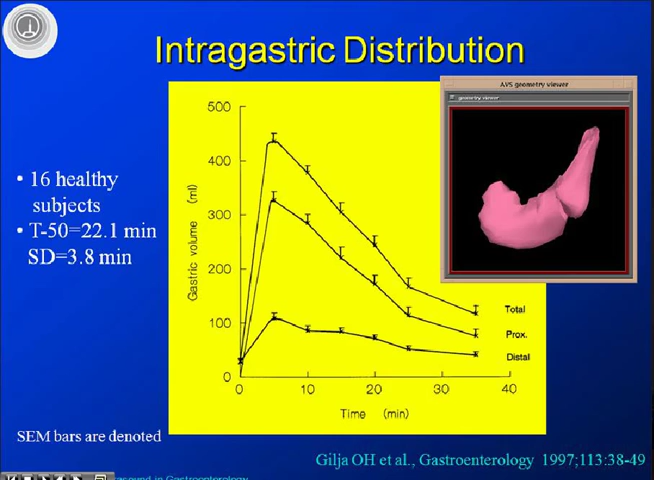 Intragastric Distribution
• 16 healthy
subjects
• T-50=22.1 min
SD=3.8 min
SEM bars are denoted
500
400
300
200
100
0
Gastric volume (ml)
0 10 20 30 40
Time (min)
Total
Prox.
Distal
AVS geometry viewer
geometry viewer
Gilja OH et al., Gastroenterology 1997;113:38-49
in Gastroenterology